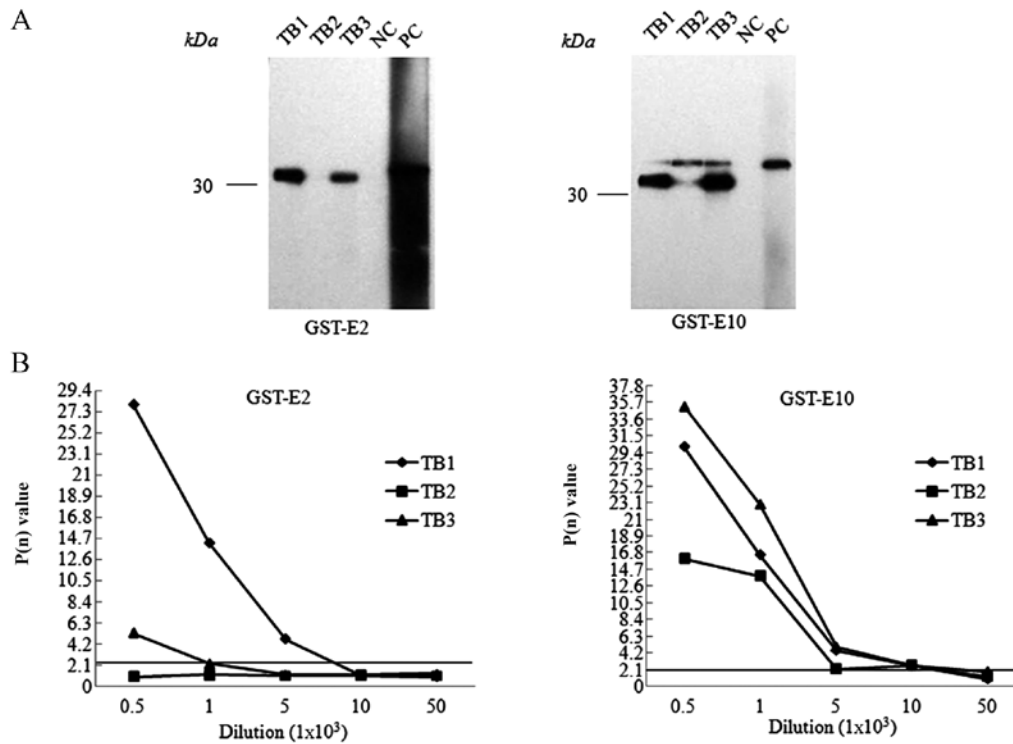 A
kDa
TB1 TB2 TB3 NC PC
30
GST-E2
kDa
TB1 TB2 TB3 NC PC
30
GST-E10
B
GST-E2
P(n) value
29.4
27.3
25.2
23.1
21
18.9
16.8
14.7
12.6
10.5
8.4
6.3
4.2
2.1
0
TB1
TB2
TB3
0.5 1 5 10 50
Dilution (1x10³)
GST-E10
P(n) value
37.8
35.7
33.6
31.5
29.4
27.3
25.2
23.1
21
18.9
16.8
14.7
12.6
10.5
8.4
6.3
4.2
2.1
0
TB1
TB2
TB3
0.5 1 5 10 50
Dilution (1x10³)